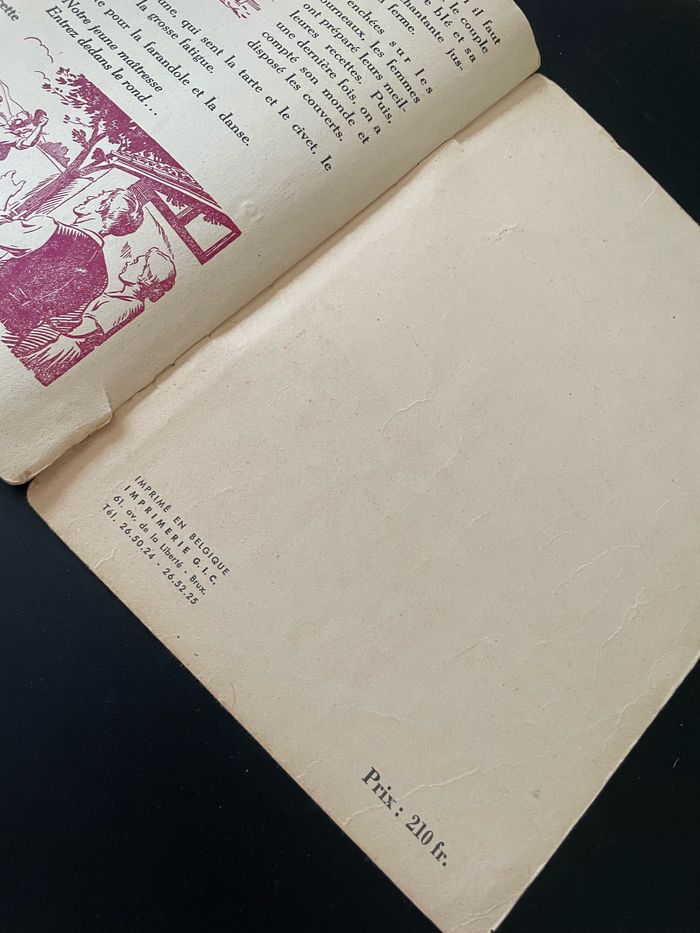 il faut
le couple
blé et sa
jus-
ferme.
sur les
les femmes
ont préparé leurs meil-
leures recettes. Puis,
une dernière fois, on a
compté son monde et
disposé les couverts.
qui sent la tarte et le civet, le
la grosse fatigue.
pour la farandole et la danse.
Notre jeune maîtresse
Entrez dedans le rond...
IMPRIMÉ EN BELGIQUE
IMPRIMERIE G.I.C.
61, av. de la Liberté - Brux.
Tél. 26.50.24 - 26.52.25
Prix : 210 fr.